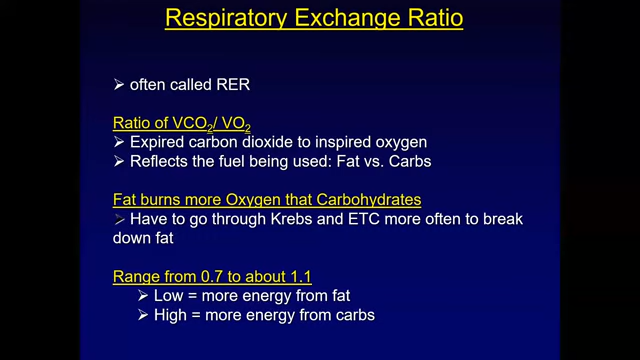 Respiratory Exchange Ratio
➢ often called RER
Ratio of VCO₂/ VO₂
➢ Expired carbon dioxide to inspired oxygen
➢ Reflects the fuel being used: Fat vs. Carbs
Fat burns more Oxygen that Carbohydrates
➢ Have to go through Krebs and ETC more often to break
down fat
Range from 0.7 to about 1.1
➢ Low = more energy from fat
➢ High = more energy from carbs